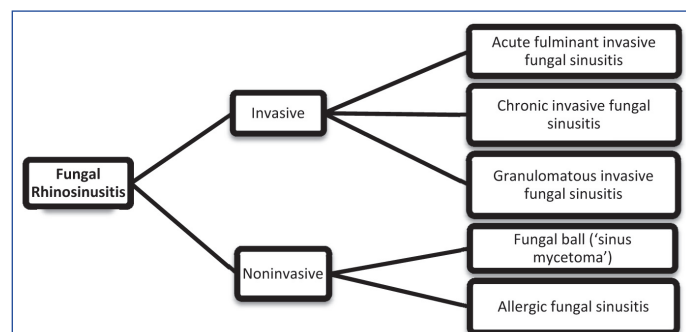 Acute fulminant invasive
fungal sinusitis
Invasive
Chronic invasive fungal
sinusitis
Fungal
Rhinosinusitis
Granulomatous invasive
fungal sinusitis
Fungal ball (‘sinus
mycetoma’)
Noninvasive
Allergic fungal sinusitis